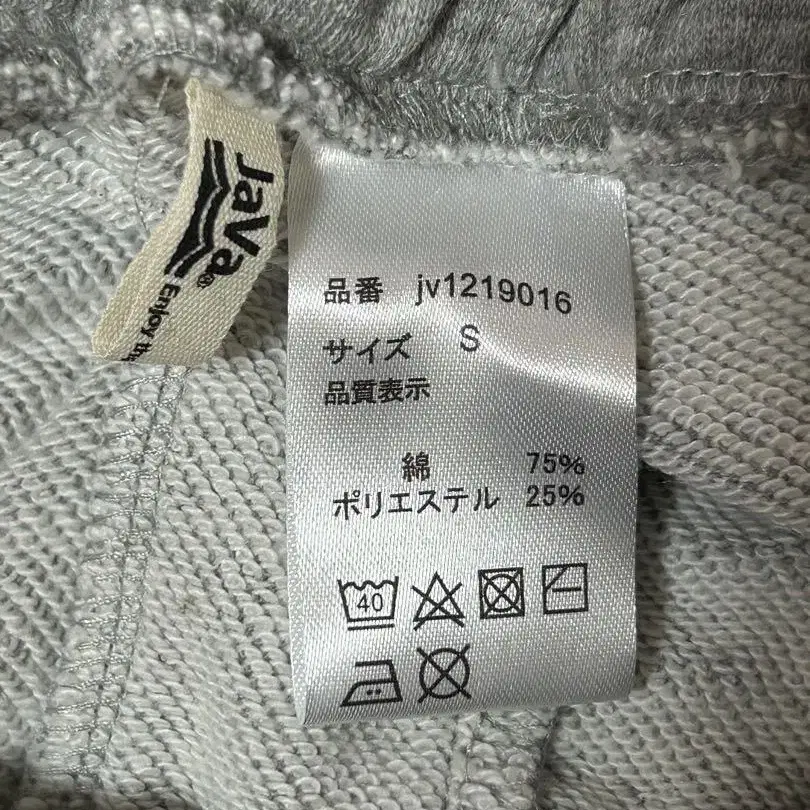 JaVa®
Enjoy th
品番 jv1219016
サイズ S
品質表示
綿 75%
ポリエステル 25%
40